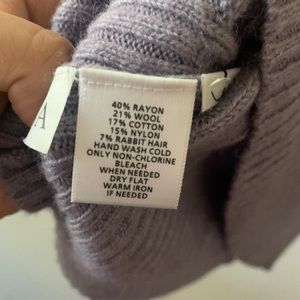 40% RAYON
21% WOOL
17% COTTON
15% NYLON
7% RABBIT HAIR
HAND WASH COLD
ONLY NON-CHLORINE
BLEACH
WHEN NEEDED
DRY FLAT
WARM IRON
IF NEEDED